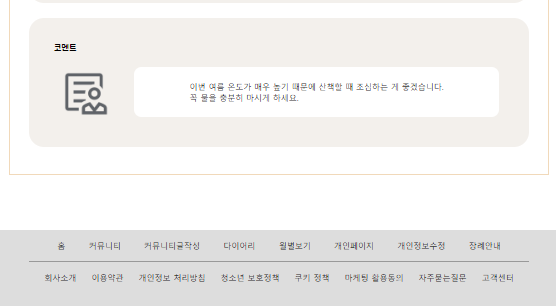 코멘트
이번 여름 온도가 매우 높기 때문에 산책할 때 조심하는 게 좋겠습니다.
꼭 물을 충분히 마시게 하세요.
홈 커뮤니티 커뮤니티글작성 다이어리 월별보기 개인페이지 개인정보수정 장례안내
회사소개 이용약관 개인정보 처리방침 청소년 보호정책 쿠키 정책 마케팅 활용동의 자주묻는질문 고객센터